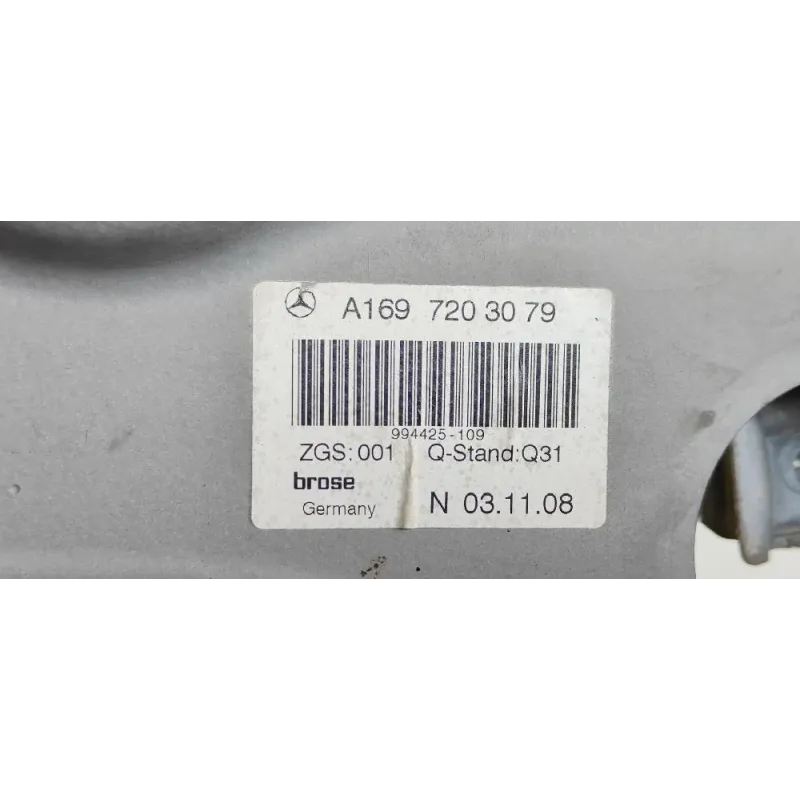 A169 720 30 79
994425-109
ZGS:001 Q-Stand:Q31
brose
Germany N 03.11.08